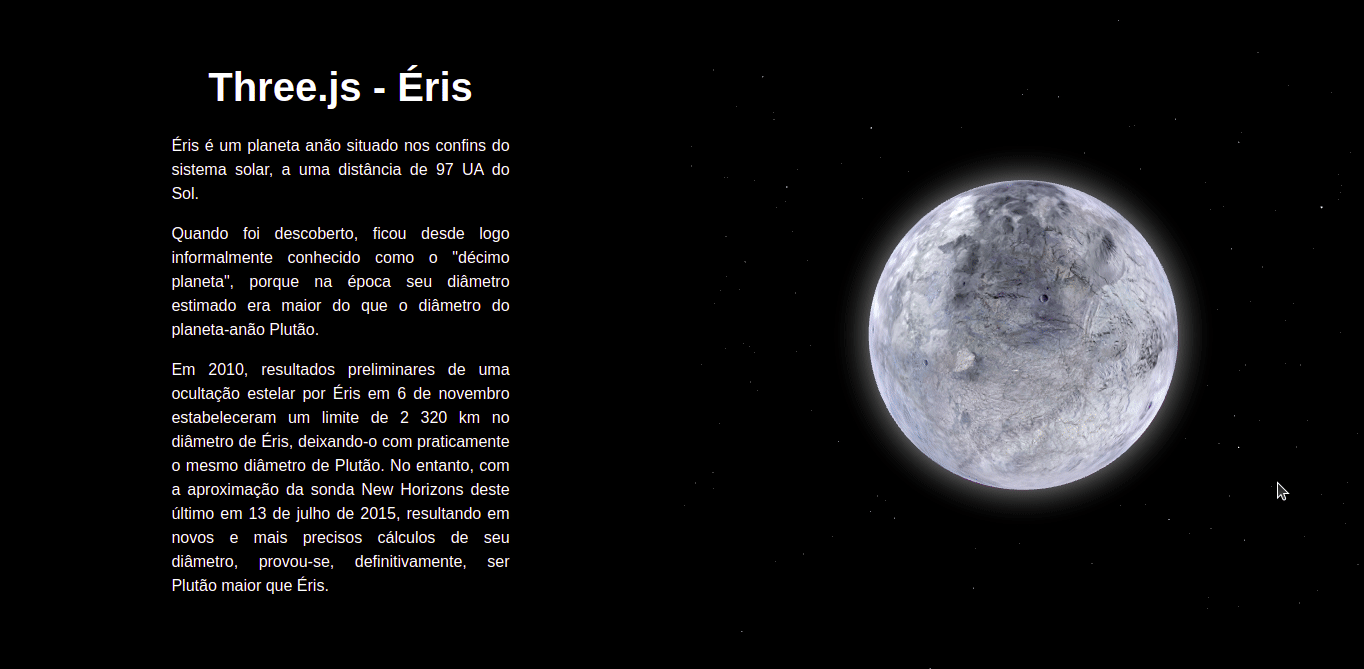 Three.js - Éris
Éris é um planeta anão situado nos confins do
sistema solar, a uma distância de 97 UA do
Sol.
Quando foi descoberto, ficou desde logo
informalmente conhecido como o "décimo
planeta", porque na época seu diâmetro
estimado era maior do que o diâmetro do
planeta-anão Plutão.
Em 2010, resultados preliminares de uma
ocultação estelar por Éris em 6 de novembro
estabeleceram um limite de 2 320 km no
diâmetro de Éris, deixando-o com praticamente
o mesmo diâmetro de Plutão. No entanto, com
a aproximação da sonda New Horizons deste
último em 13 de julho de 2015, resultando em
novos e mais precisos cálculos de seu
diâmetro, provou-se, definitivamente, ser
Plutão maior que Éris.